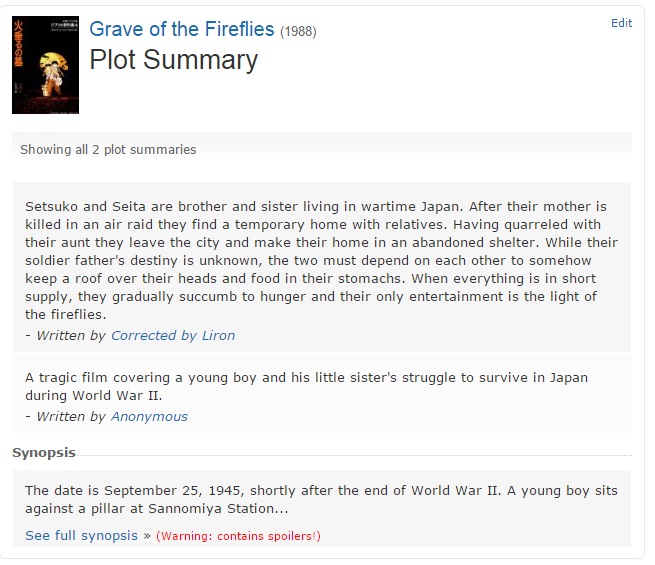 火垂るの墓
Grave of the Fireflies (1988)
Edit
Plot Summary
Showing all 2 plot summaries
Setsuko and Seita are brother and sister living in wartime Japan. After their mother is
killed in an air raid they find a temporary home with relatives. Having quarreled with
their aunt they leave the city and make their home in an abandoned shelter. While their
soldier father's destiny is unknown, the two must depend on each other to somehow
keep a roof over their heads and food in their stomachs. When everything is in short
supply, they gradually succumb to hunger and their only entertainment is the light of
the fireflies.
- Written by Corrected by Liron
A tragic film covering a young boy and his little sister's struggle to survive in Japan
during World War II.
- Written by Anonymous
Synopsis
The date is September 25, 1945, shortly after the end of World War II. A young boy sits
against a pillar at Sannomiya Station...
See full synopsis » (Warning: contains spoilers!)